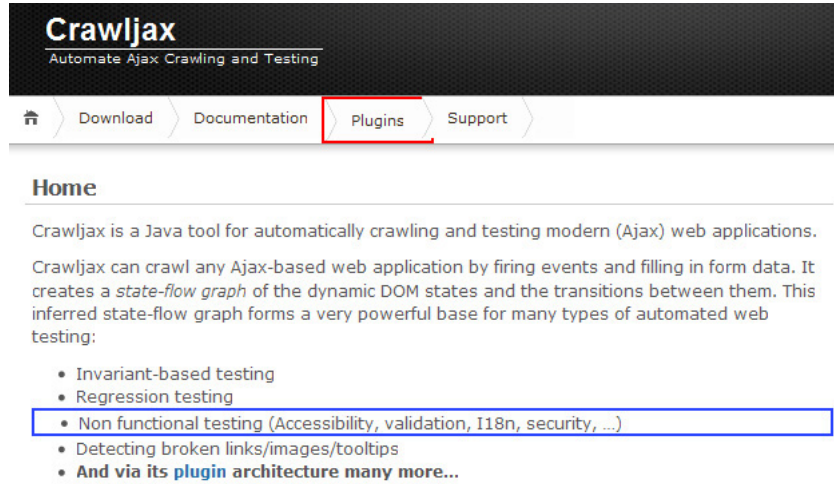 Crawljax
Automate Ajax Crawling and Testing
Download Documentation Plugins Support
Home
Crawljax is a Java tool for automatically crawling and testing modern (Ajax) web applications.
Crawljax can crawl any Ajax-based web application by firing events and filling in form data. It
creates a state-flow graph of the dynamic DOM states and the transitions between them. This
inferred state-flow graph forms a very powerful base for many types of automated web
testing:
• Invariant-based testing
• Regression testing
• Non functional testing (Accessibility, validation, I18n, security, ...)
• Detecting broken links/images/tooltips
• And via its plugin architecture many more...